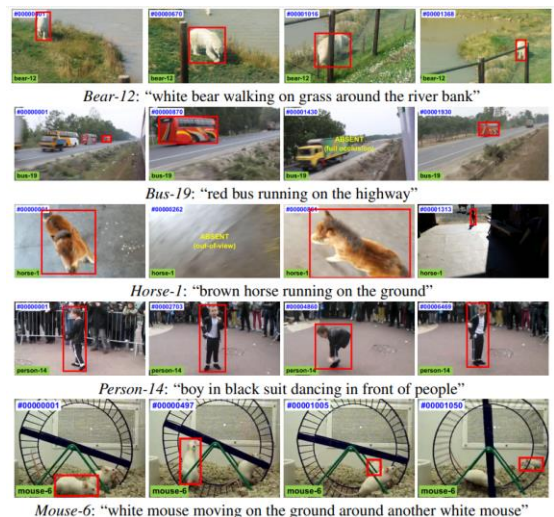 #00000001 #00000670 #00001016 #00001368
bear-12 bear-12 bear-12 bear-12
Bear-12: “white bear walking on grass around the river bank”
#00000001 #00000870 #00001430 #00001938
ABSENT
(full occlusion)
bus-19 bus-19 bus-19 bus-19
Bus-19: “red bus running on the highway”
#00000262 #00001313
ABSENT
(out-of-view)
horse-1 horse-1 horse-1 horse-1
Horse-1: “brown horse running on the ground”
#00000001 #00002703 #00004860
person-14 person-14 person-14 person-14
Person-14: “boy in black suit dancing in front of people”
#00000001 #00000497 #00001005 #00001050
mouse-6 mouse-6 mouse-6 mouse-6
Mouse-6: “white mouse moving on the ground around another white mouse”